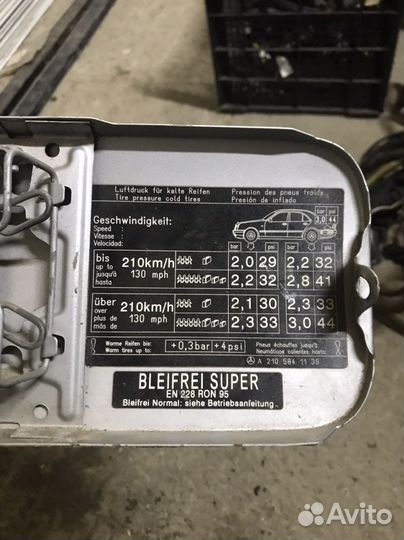 Luftdruck für kalte Reifen
Tire pressure cold tires
Pression des pneus froids
Presión de inflado
bar psi
3,0 44
Geschwindigkeit:
Speed :
Vitesse :
Velocidad:
bar psi bar psi
bis
up to
jusqu'à
hasta
210km/h
130 mph
2,0 29 2,2 32
2,2 32 2,8 41
über
over
plus de
más de
210km/h
130 mph
2,1 30 2,3 33
2,3 33 3,0 44
Warme Reifen bis:
Warm tires up to:
+0,3bar +4psi
Pneus échauffés jusqu'à:
Neumáticos calientes hasta:
A 210 584 11 39
BLEIFREI SUPER
EN 228 RON 95
Bleifrei Normal: siehe Betriebsanleitung
Avito